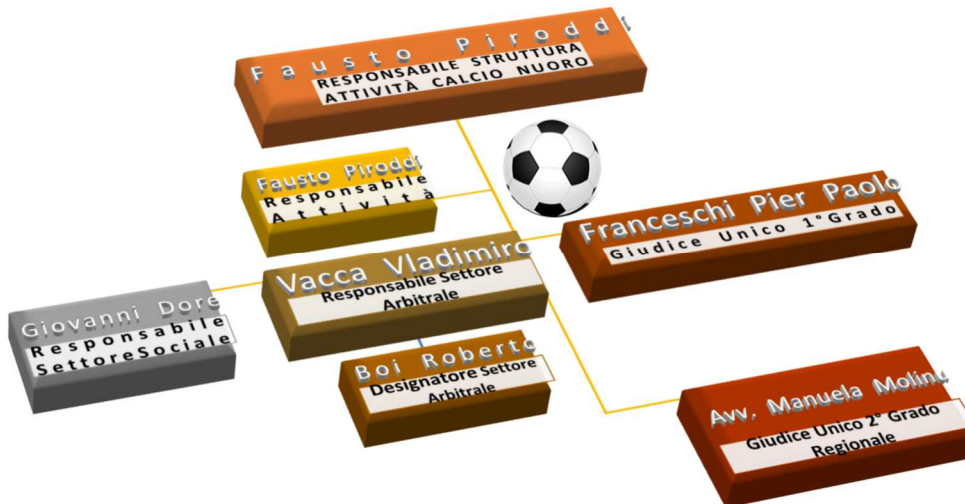 Fausto Piroddi
RESPONSABILE STRUTTURA
ATTIVITÀ CALCIO NUORO
Fausto Piroddi
Responsabile
Attività
Franceschi Pier Paolo
Giudice Unico 1° Grado
Vacca Vladimiro
Responsabile Settore
Arbitrale
Giovanni Dore
Responsabile
Settore Sociale
Boi Roberto
Designatore Settore
Arbitrale
Avv. Manuela
Giudice Unico 2° Grado
Regionale